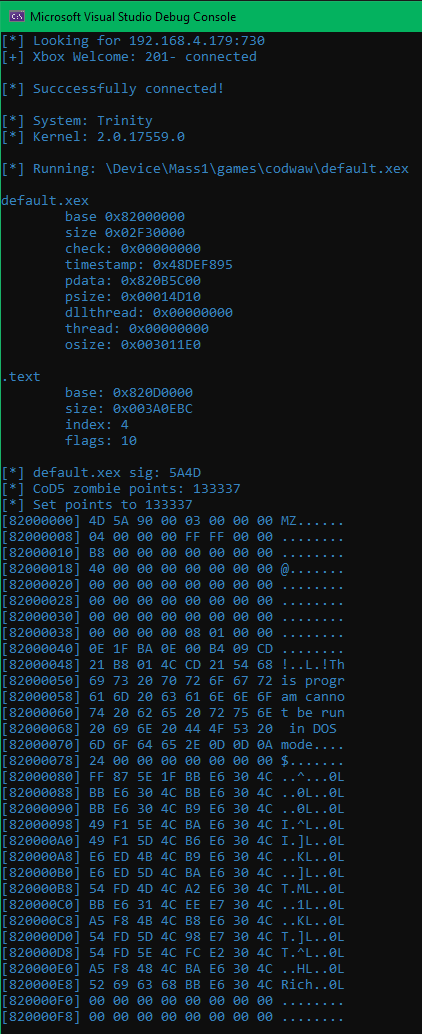 Microsoft Visual Studio Debug Console
[*] Looking for 192.168.4.179:730
[+] Xbox Welcome: 201- connected
[*] Succcessfully connected!
[*] System: Trinity
[*] Kernel: 2.0.17559.0
[*] Running: \Device\Mass1\games\codwaw\default.xex
default.xex
base 0x82000000
size 0x02F30000
check: 0x00000000
timestamp: 0x48DEF895
pdata: 0x820B5C00
psize: 0x00014D10
dllthread: 0x00000000
thread: 0x00000000
osize: 0x003011E0
.text
base: 0x820D0000
size: 0x003A0EBC
index: 4
flags: 10
[*] default.xex sig: 5A4D
[*] CoD5 zombie points: 133337
[*] Set points to 133337
[82000000] 4D 5A 90 00 03 00 00 00 MZ......
[82000008] 04 00 00 00 FF FF 00 00 ........
[82000010] B8 00 00 00 00 00 00 00 ........
[82000018] 40 00 00 00 00 00 00 00 @.......
[82000020] 00 00 00 00 00 00 00 00 ........
[82000028] 00 00 00 00 00 00 00 00 ........
[82000030] 00 00 00 00 00 00 00 00 ........
[82000038] 00 00 00 00 08 01 00 00 ........
[82000040] 0E 1F BA 0E 00 B4 09 CD ........
[82000048] 21 B8 01 4C CD 21 54 68 !..L.!Th
[82000050] 69 73 20 70 72 6F 67 72 is progr
[82000058] 61 6D 20 63 61 6E 6E 6F am canno
[82000060] 74 20 62 65 20 72 75 6E t be run
[82000068] 20 69 6E 20 44 4F 53 20  in DOS
[82000070] 6D 6F 64 65 2E 0D 0D 0A mode....
[82000078] 24 00 00 00 00 00 00 00 $.......
[82000080] FF 87 5E 1F BB E6 30 4C ..^...0L
[82000088] BB E6 30 4C BB E6 30 4C ..0L..0L
[82000090] BB E6 30 4C B9 E6 30 4C ..0L..0L
[82000098] 49 F1 5E 4C BA E6 30 4C I.^L..0L
[820000A0] 49 F1 5D 4C B6 E6 30 4C I.]L..0L
[820000A8] E6 ED 4B 4C B9 E6 30 4C ..KL..0L
[820000B0] E6 ED 5D 4C BA E6 30 4C ..]L..0L
[820000B8] 54 FD 4D 4C A2 E6 30 4C T.ML..0L
[820000C0] BB E6 31 4C EE E7 30 4C ..1L..0L
[820000C8] A5 F8 4B 4C B8 E6 30 4C ..KL..0L
[820000D0] 54 FD 5D 4C 98 E7 30 4C T.]L..0L
[820000D8] 54 FD 5E 4C FC E2 30 4C T.^L..0L
[820000E0] A5 F8 48 4C BA E6 30 4C ..HL..0L
[820000E8] 52 69 63 68 BB E6 30 4C Rich..0L
[820000F0] 00 00 00 00 00 00 00 00 ........
[820000F8] 00 00 00 00 00 00 00 00 ........